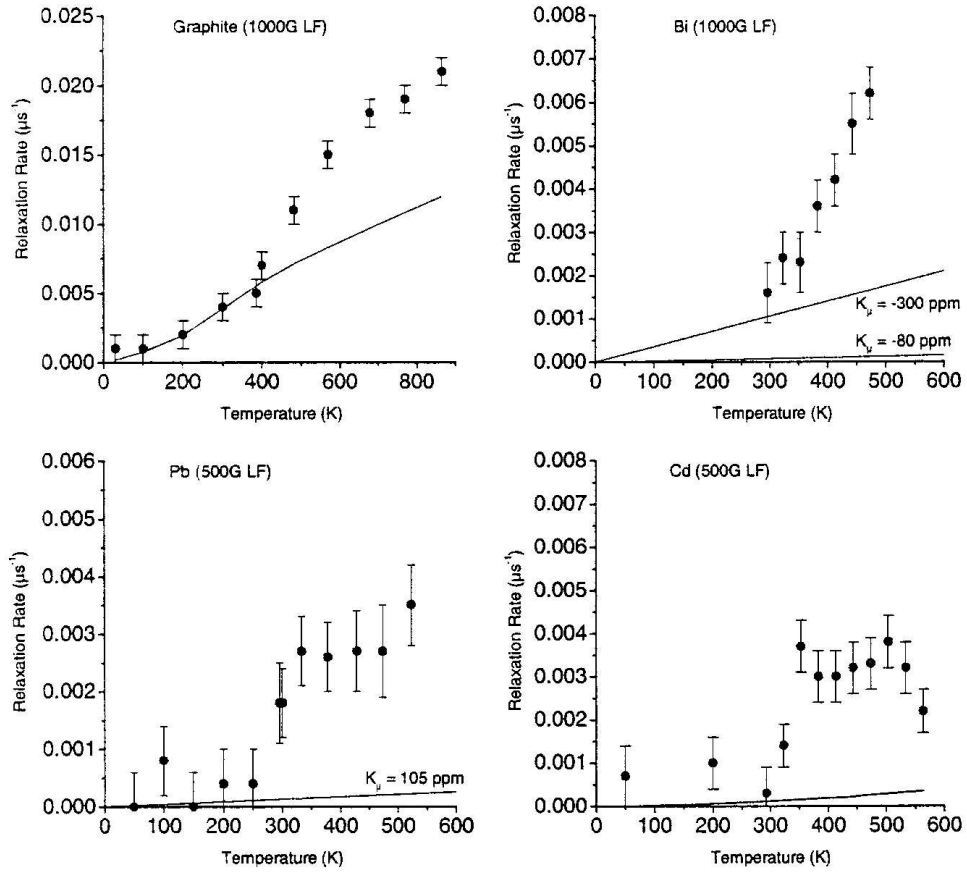 Graphite (1000G LF)
0.025
0.020
0.015
0.010
0.005
0.000
Relaxation Rate (μs⁻¹)
0 200 400 600 800
Temperature (K)
Bi (1000G LF)
0.008
0.007
0.006
0.005
0.004
0.003
0.002
0.001
0.000
Relaxation Rate (μs⁻¹)
K_μ = -300 ppm
K_μ = -80 ppm
0 100 200 300 400 500 600
Temperature (K)
Pb (500G LF)
0.006
0.005
0.004
0.003
0.002
0.001
0.000
Relaxation Rate (μs⁻¹)
K_μ = 105 ppm
0 100 200 300 400 500 600
Temperature (K)
Cd (500G LF)
0.008
0.007
0.006
0.005
0.004
0.003
0.002
0.001
0.000
Relaxation Rate (μs⁻¹)
0 100 200 300 400 500 600
Temperature (K)